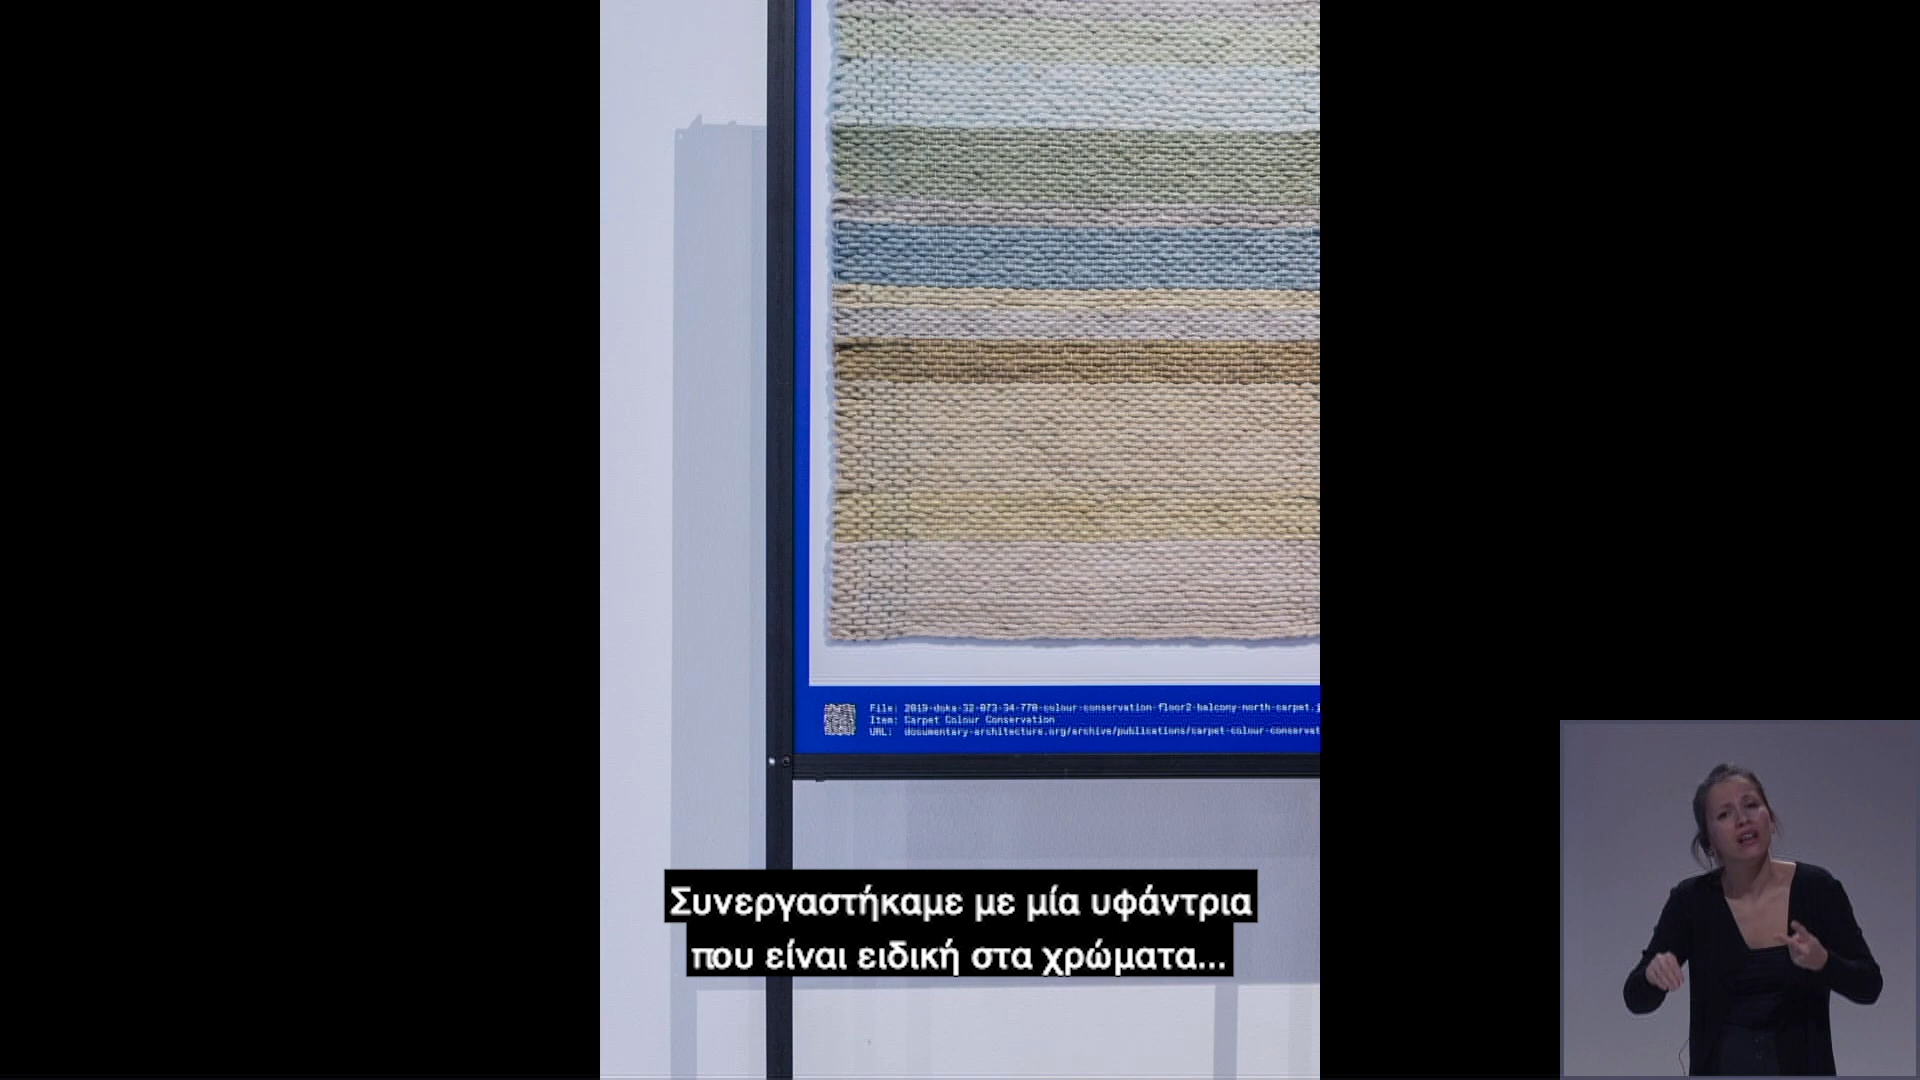 File: 2019-doka-32-073-34-770-colour-conservation-floor2-balcony-north-carpet.
Item: Carpet Colour Conservation
URL: documentary-architecture.org/archive/publications/carpet-colour-conservat
Συνεργαστήκαμε με μία υφάντρια
που είναι ειδική στα χρώματα...